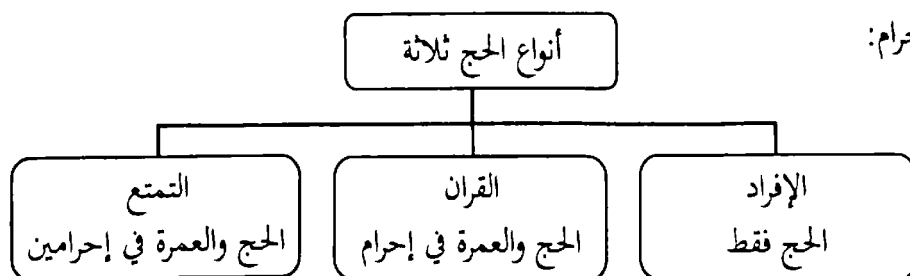 أنواع الحج ثلاثة
الإفراد
الحج فقط
القران
الحج والعمرة في إحرام
التمتع
الحج والعمرة في إحرامين